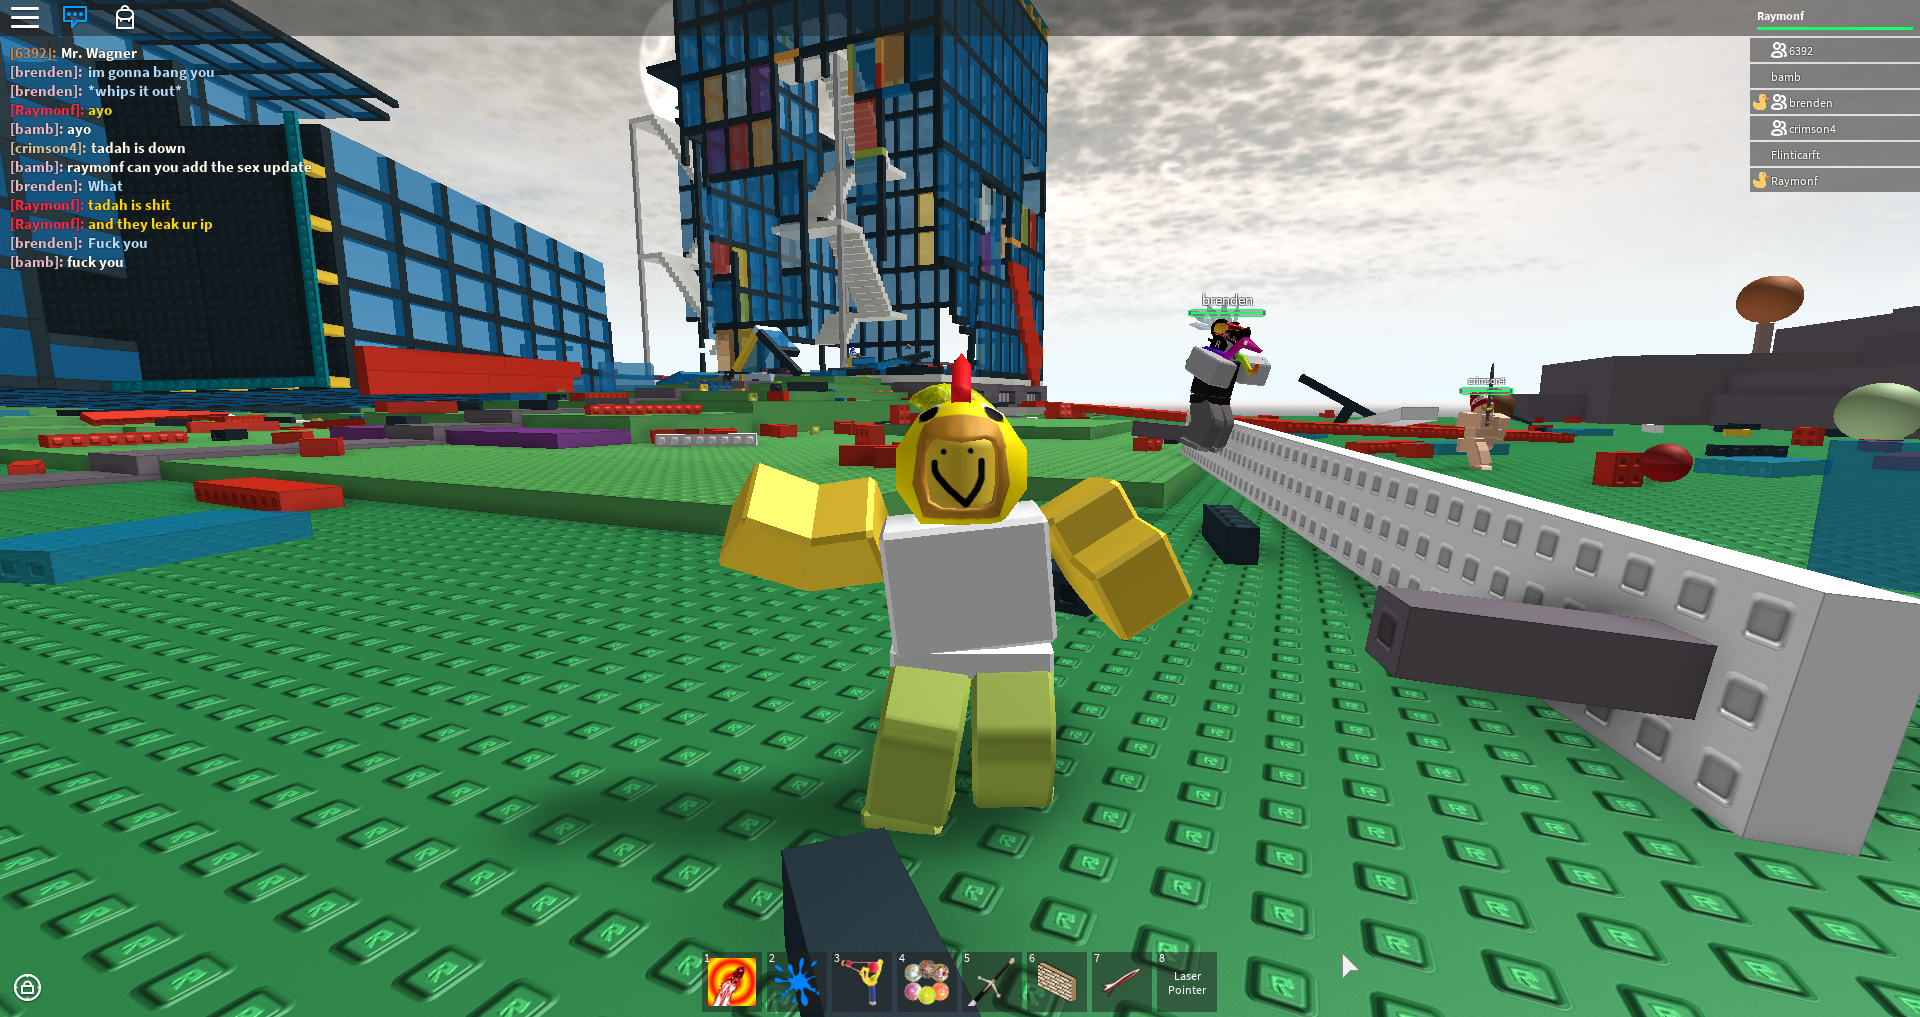 [6392]: Mr. Wagner
[brenden]: im gonna bang you
[brenden]: *whips it out*
[Raymonf]: ayo
[bamb]: ayo
[crimson4]: tadah is down
[bamb]: raymonf can you add the sex update
[brenden]: What
[Raymonf]: tadah is shit
[Raymonf]: and they leak ur ip
[brenden]: Fuck you
[bamb]: fuck you
Raymonf
6392
bamb
brenden
crimson4
Flinticarft
Raymonf
brenden
crimson4
1 2 3 4 5 6 7 8
Laser
Pointer